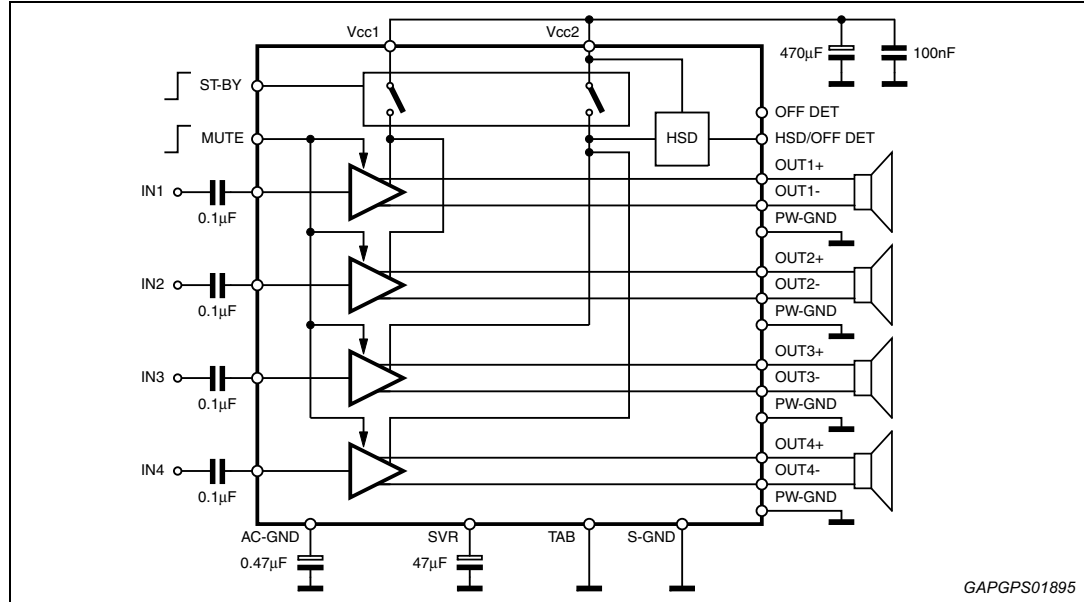 Vcc1
Vcc2
470μF
100nF
ST-BY
OFF DET
MUTE
HSD
HSD/OFF DET
OUT1+
IN1
OUT1-
0.1μF
PW-GND
OUT2+
IN2
OUT2-
0.1μF
PW-GND
OUT3+
IN3
OUT3-
0.1μF
PW-GND
OUT4+
IN4
OUT4-
0.1μF
PW-GND
AC-GND
SVR
TAB
S-GND
0.47μF
47μF
GAPGPS01895